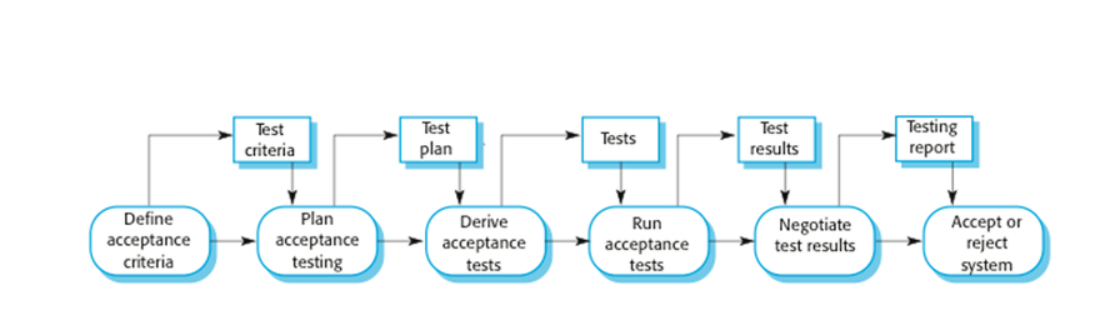 Test
criteria
Test
plan
Tests
Test
results
Testing
report
Define
acceptance
criteria
Plan
acceptance
testing
Derive
acceptance
tests
Run
acceptance
tests
Negotiate
test results
Accept or
reject
system